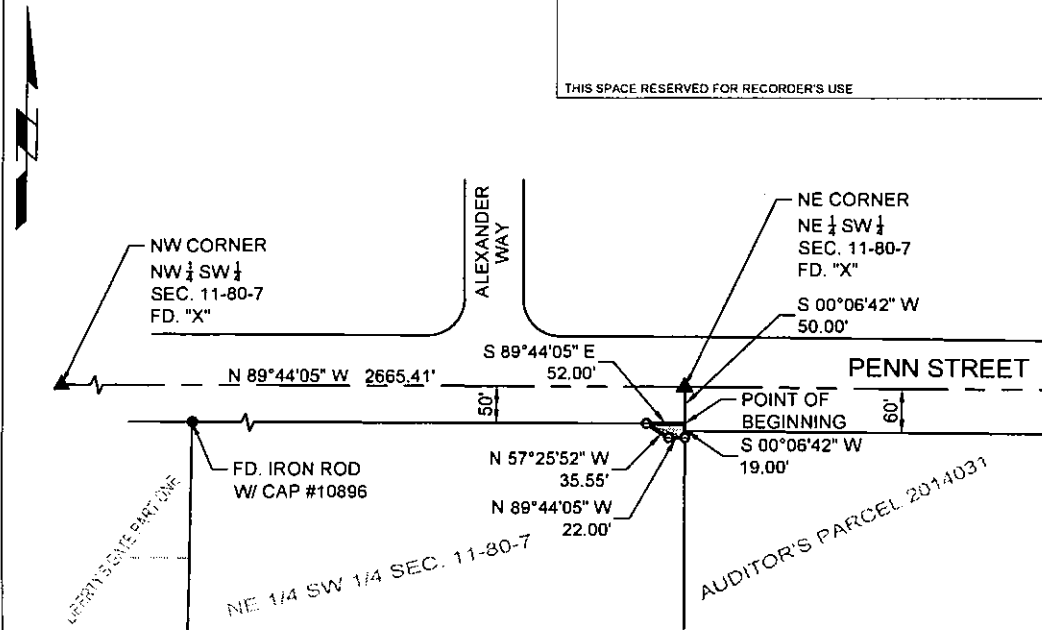 THIS SPACE RESERVED FOR RECORDER'S USE
N
NW CORNER
NW 1/4 SW 1/4
SEC. 11-80-7
FD. "X"
ALEXANDER
WAY
NE CORNER
NE 1/4 SW 1/4
SEC. 11-80-7
FD. "X"
S 00°06'42" W
50.00'
S 89°44'05" E
52.00'
N 89°44'05" W 2665.41'
PENN STREET
50'
POINT OF
BEGINNING
60'
S 00°06'42" W
19.00'
FD. IRON ROD
W/ CAP #10896
N 57°25'52" W
35.55'
N 89°44'05" W
22.00'
GATE PART ONE
NE 1/4 SW 1/4 SEC. 11-80-7
AUDITOR'S PARCEL 2014031